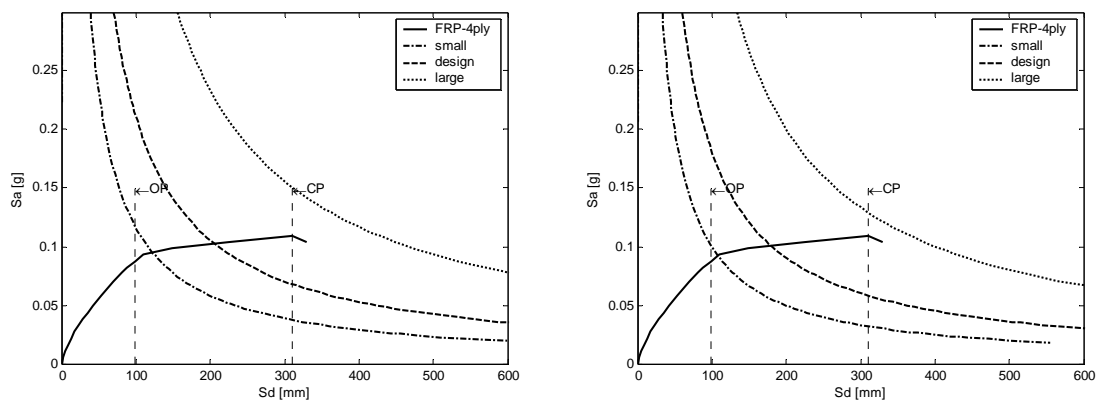 FRP-4ply
small
design
large
0.25
0.2
0.15
0.1
0.05
0
Sa [g]
←OP
←CP
0 100 200 300 400 500 600
Sd [mm]
FRP-4ply
small
design
large
0.25
0.2
0.15
0.1
0.05
0
Sa [g]
←OP
←CP
0 100 200 300 400 500 600
Sd [mm]